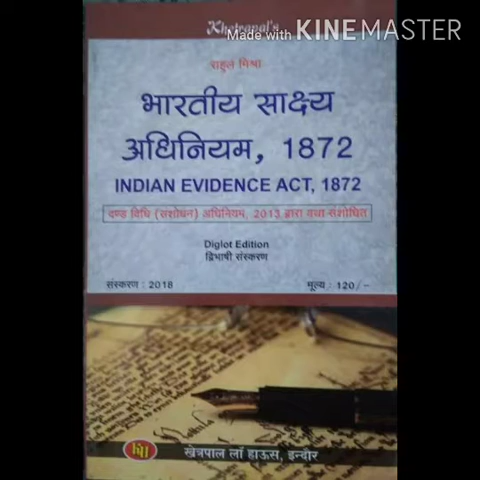 Khetrapal's
Made with KINEMASTER
राहुल मिश्रा
भारतीय साक्ष्य
अधिनियम, 1872
INDIAN EVIDENCE ACT, 1872
दण्ड विधि (संशोधन) अधिनियम, 2013 द्वारा यथा संशोधित
Diglot Edition
द्विभाषी संस्करण
संस्करण : 2018
मूल्य : 120/-
खेत्रपाल लॉ हाऊस, इन्दौर